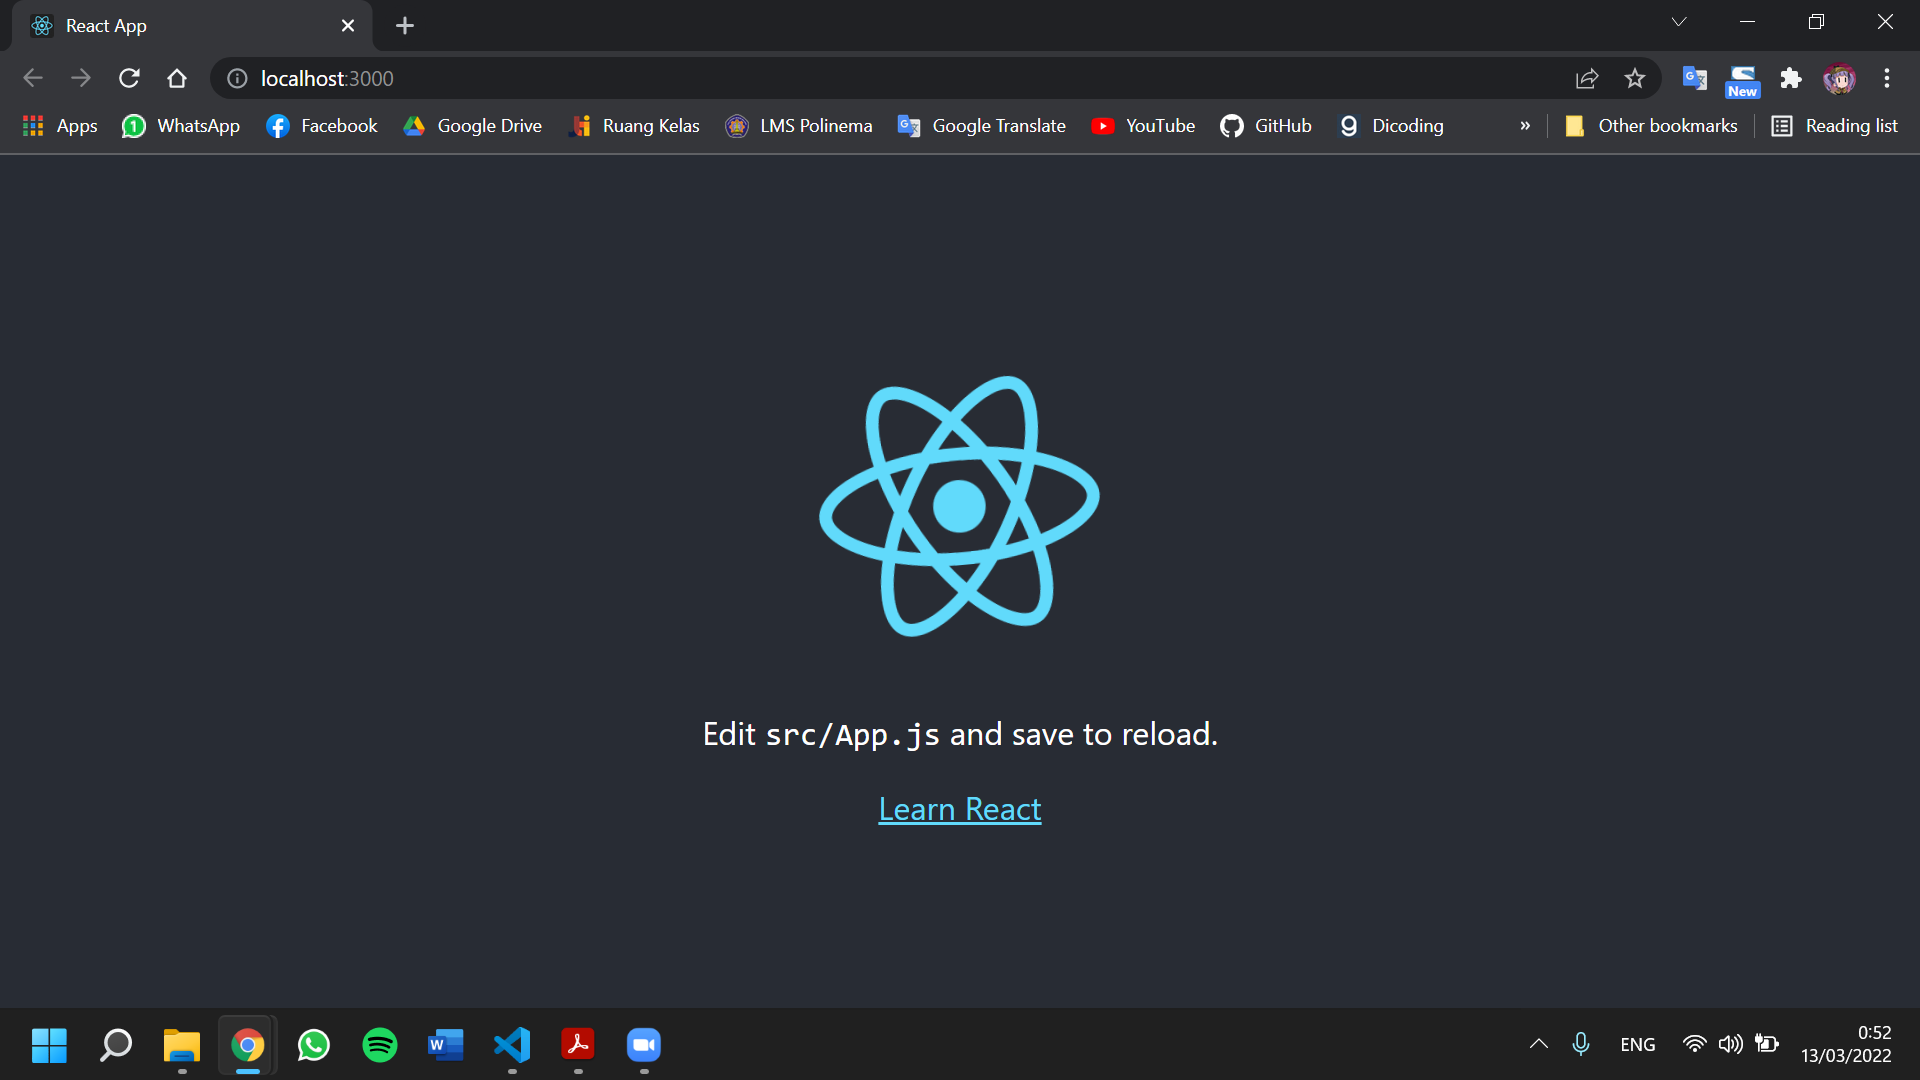 React App
localhost:3000
New
Apps
1
WhatsApp
Facebook
Google Drive
Ruang Kelas
LMS Polinema
Google Translate
YouTube
GitHub
Dicoding
»
Other bookmarks
Reading list
Edit src/App.js and save to reload.
Learn React
ENG
0:52
13/03/2022